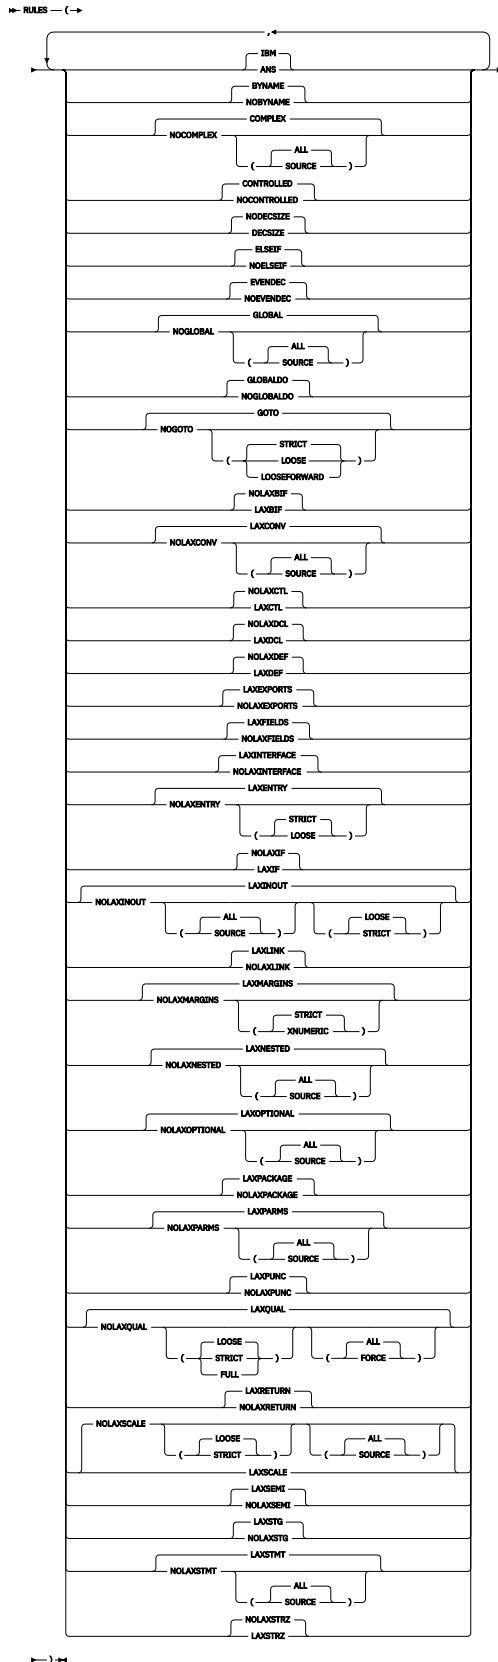 RULES (
,
IBM
ANS
BYNAME
NOBYNAME
COMPLEX
NOCOMPLEX
ALL
( SOURCE )
CONTROLLED
NOCONTROLLED
NODECSIZE
DECSIZE
ELSEIF
NOELSEIF
EVENDEC
NOEVENDEC
GLOBAL
NOGLOBAL
ALL
( SOURCE )
GLOBALDO
NOGLOBALDO
GOTO
NOGOTO
STRICT
( LOOSE )
LOOSEFORWARD
NOLAXBIF
LAXBIF
LAXCONV
NOLAXCONV
ALL
( SOURCE )
NOLAXCTL
LAXCTL
NOLAXDCL
LAXDCL
NOLAXDEF
LAXDEF
LAXEXPORTS
NOLAXEXPORTS
LAXFIELDS
NOLAXFIELDS
LAXINTERFACE
NOLAXINTERFACE
LAXENTRY
NOLAXENTRY
STRICT
( LOOSE )
NOLAXIF
LAXIF
LAXINOUT
NOLAXINOUT
ALL LOOSE
( SOURCE ) ( STRICT )
LAXLINK
NOLAXLINK
LAXMARGINS
NOLAXMARGINS
STRICT
( XNUMERIC )
LAXNESTED
NOLAXNESTED
ALL
( SOURCE )
LAXOPTIONAL
NOLAXOPTIONAL
ALL
( SOURCE )
LAXPACKAGE
NOLAXPACKAGE
LAXPARMS
NOLAXPARMS
ALL
( SOURCE )
LAXPUNC
NOLAXPUNC
LAXQUAL
NOLAXQUAL
LOOSE ALL
( STRICT ) ( FORCE )
FULL
LAXRETURN
NOLAXRETURN
NOLAXSCALE
LOOSE ALL
( STRICT ) ( SOURCE )
LAXSCALE
LAXSEMI
NOLAXSEMI
LAXSTG
NOLAXSTG
LAXSTMT
NOLAXSTMT
ALL
( SOURCE )
NOLAXSTRZ
LAXSTRZ
)